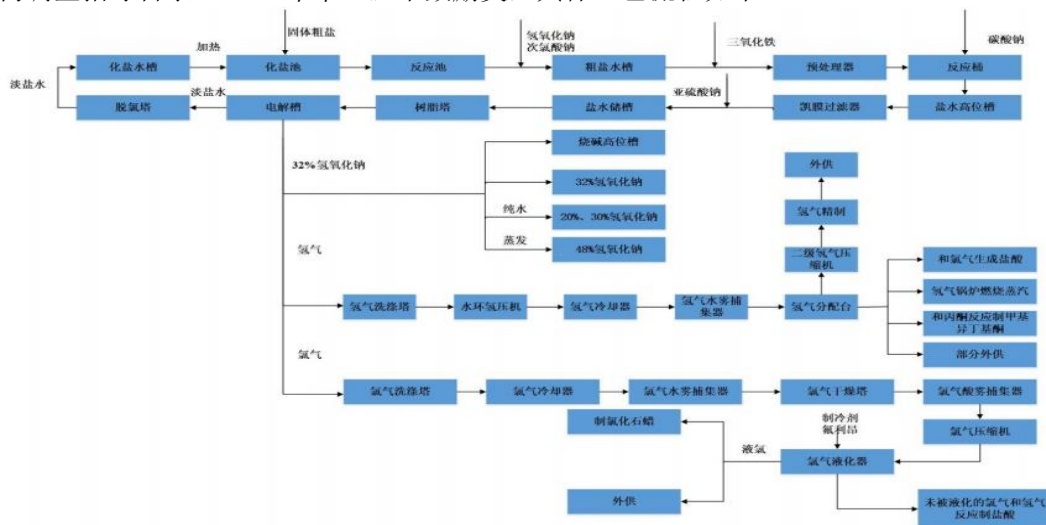 固体粗盐
氢氧化钠
次氯酸钠
三氧化铁
碳酸钠
加热
化盐水槽
化盐池
反应池
粗盐水槽
预处理器
反应桶
淡盐水
淡盐水
亚硫酸钠
脱氯塔
电解槽
树脂塔
盐水储槽
凯膜过滤器
盐水高位槽
烧碱高位槽
32%氢氧化钠
32%氢氧化钠
外供
纯水
20%、30%氢氧化钠
氢气精制
蒸发
48%氢氧化钠
氢气
二级氢气压
缩机
和氯气生成盐酸
氢气锅炉燃烧蒸汽
氢气洗涤塔
水环氢压机
氢气冷却器
氢气水雾捕
集器
氢气分配台
和丙酮反应制甲基
异丁基酮
部分外供
氯气
氯气洗涤塔
氯气冷却器
氯气水雾捕集器
氯气干燥塔
氯气酸雾捕集器
制冷剂
氟利昂
制氯化石蜡
氯气压缩机
液氯
氯气液化器
外供
未被液化的氯气和氢气
反应制盐酸